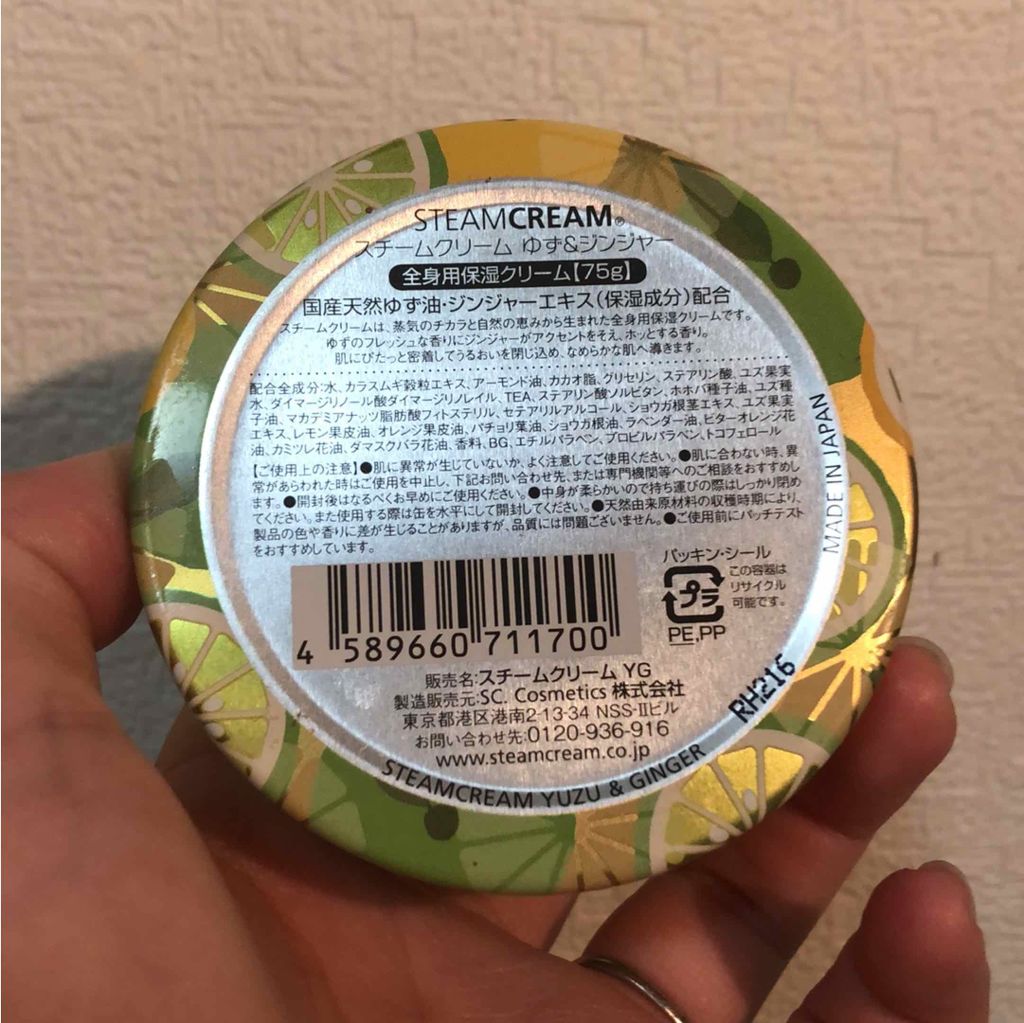 STEAMCREAM®
スチームクリーム ゆず&ジンジャー
全身用保湿クリーム【75g】
国産天然ゆず油・ジンジャーエキス（保湿成分）配合
スチームクリームは、蒸気のチカラと自然の恵みから生まれた全身用保湿クリームです。
ゆずのフレッシュな香りにジンジャーがアクセントをそえ、ホッとする香り。
肌にぴたっと密着してうるおいを閉じ込め、なめらかな肌へ導きます。
配合全成分：水、カラスムギ穀粒エキス、アーモンド油、カカオ脂、グリセリン、ステアリン酸、ユズ果実
水、ダイマージリノール酸ダイマージリノレイル、TEA、ステアリン酸ソルビタン、ホホバ種子油、ユズ種
子油、マカデミアナッツ脂肪酸フィトステリル、セテアリルアルコール、ショウガ根茎エキス、ユズ果実
エキス、レモン果皮油、オレンジ果皮油、パチョリ葉油、ショウガ根油、ラベンダー油、ビターオレンジ花
油、カミツレ花油、ダマスクバラ花油、香料、BG、エチルパラベン、プロピルパラベン、トコフェロール
【ご使用上の注意】●肌に異常が生じていないか、よく注意してご使用ください。●肌に合わない時、異
常があらわれた時はご使用を中止し、下記お問い合わせ先、または専門機関等へのご相談をおすすめし
ます。●開封後はなるべくお早めにご使用ください。●中身が柔らかいので持ち運びの際はしっかり閉め
てください。また使用する際は缶を水平にして開封してください。●天然由来原材料の収穫時期により、
製品の色や香りに差が生じることがありますが、品質には問題ございません。●ご使用前にパッチテスト
をおすすめしています。
MADE IN JAPAN
パッキン・シール
プラ
この容器は
リサイクル
可能です。
PE,PP
4 589660 711700
販売名：スチームクリーム YG
製造販売元：SC. Cosmetics 株式会社
東京都港区港南2-13-34 NSS-IIビル
お問い合わせ先：0120-936-916
www.steamcream.co.jp
RH216
STEAMCREAM YUZU & GINGER